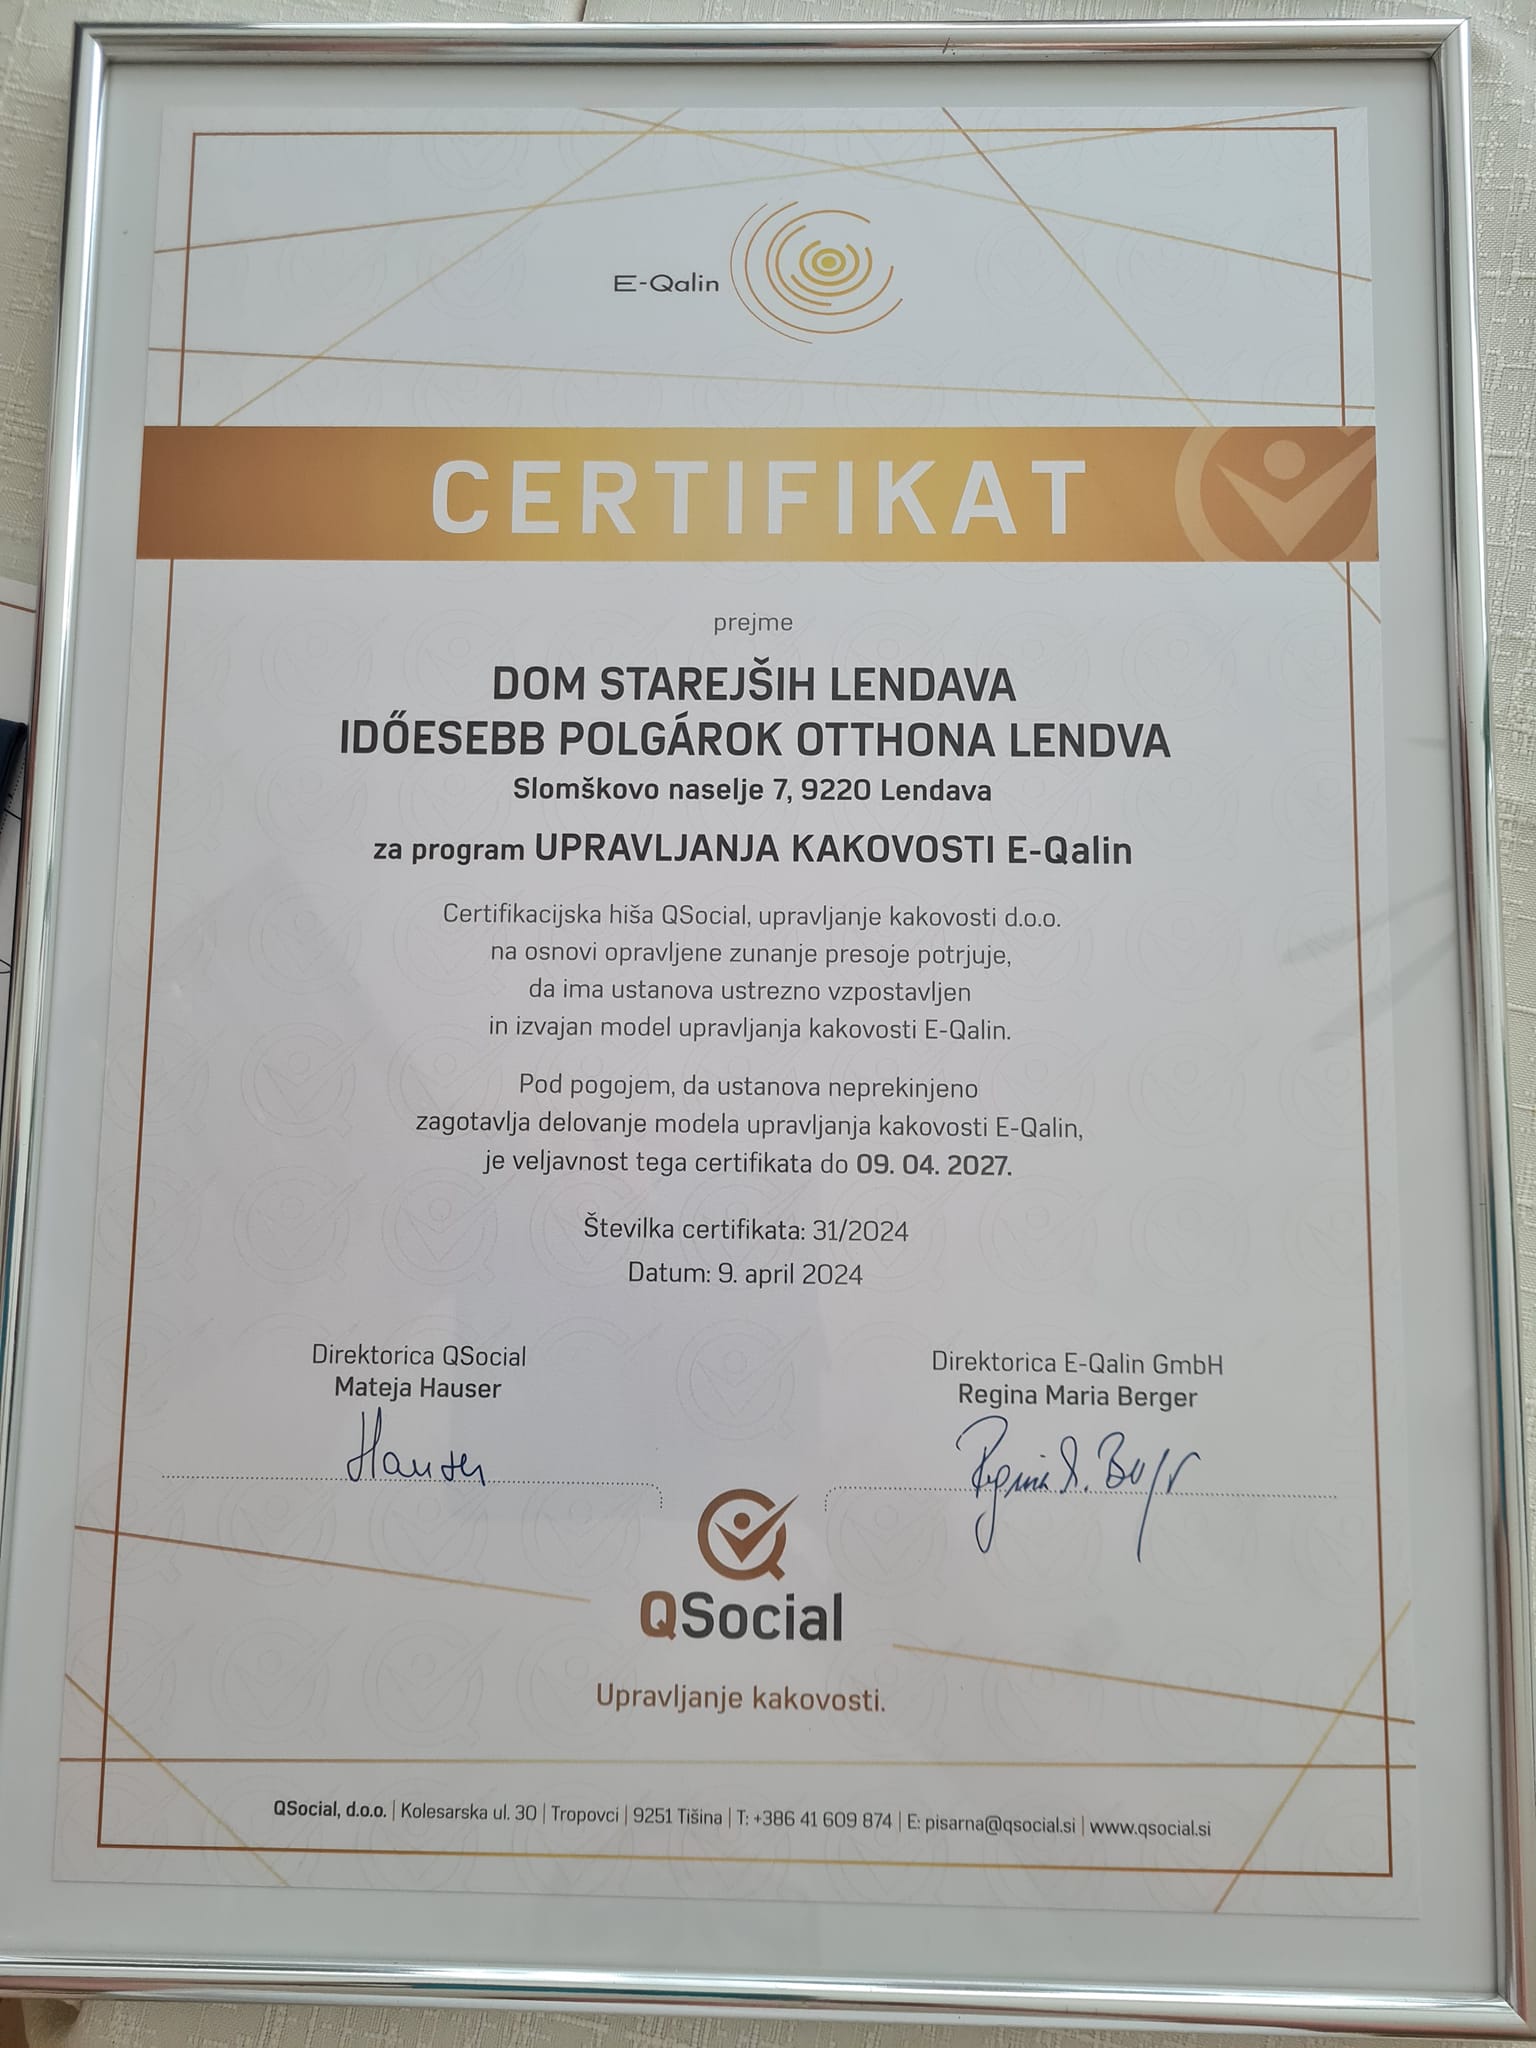 E-Qalin
CERTIFIKAT
prejme
DOM STAREJŠIH LENDAVA
IDŐESEBB POLGÁROK OTTHONA LENDVA
Slomškovo naselje 7, 9220 Lendava
za program UPRAVLJANJA KAKOVOSTI E-Qalin
Certifikacijska hiša QSocial, upravljanje kakovosti d.o.o.
na osnovi opravljene zunanje presoje potrjuje,
da ima ustanova ustrezno vzpostavljen
in izvajan model upravljanja kakovosti E-Qalin.
Pod pogojem, da ustanova neprekinjeno
zagotavlja delovanje modela upravljanja kakovosti E-Qalin,
je veljavnost tega certifikata do 09. 04. 2027.
Številka certifikata: 31/2024
Datum: 9. april 2024
Direktorica QSocial
Mateja Hauser
Hauser
Direktorica E-Qalin GmbH
Regina Maria Berger
Regina M. Berger
QSocial
Upravljanje kakovosti.
QSocial, d.o.o. | Kolesarska ul. 30 | Tropovci | 9251 Tišina | T: +386 41 609 874 | E: pisarna@qsocial.si | www.qsocial.si